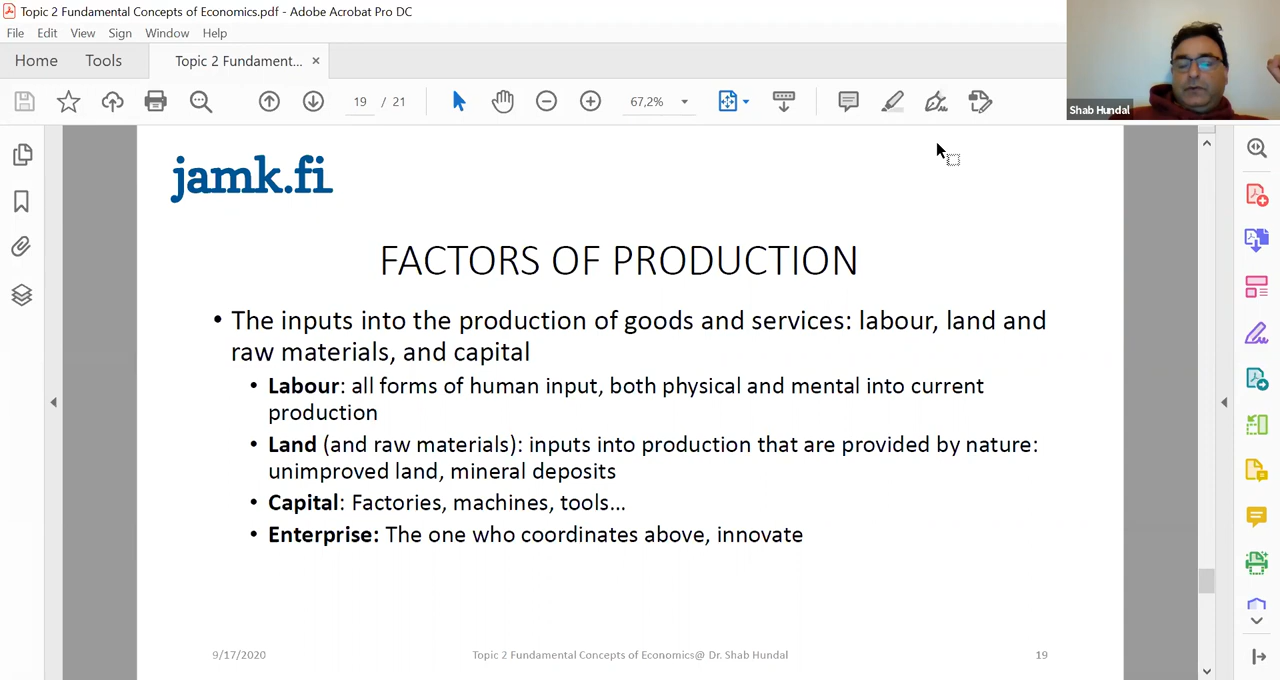 Topic 2 Fundamental Concepts of Economics.pdf - Adobe Acrobat Pro DC
File Edit View Sign Window Help
Home Tools Topic 2 Fundament... ×
19 / 21 67,2%
Shab Hundal
jamk.fi
FACTORS OF PRODUCTION
• The inputs into the production of goods and services: labour, land and
raw materials, and capital
• Labour: all forms of human input, both physical and mental into current
production
• Land (and raw materials): inputs into production that are provided by nature:
unimproved land, mineral deposits
• Capital: Factories, machines, tools...
• Enterprise: The one who coordinates above, innovate
9/17/2020 Topic 2 Fundamental Concepts of Economics@ Dr. Shab Hundal 19